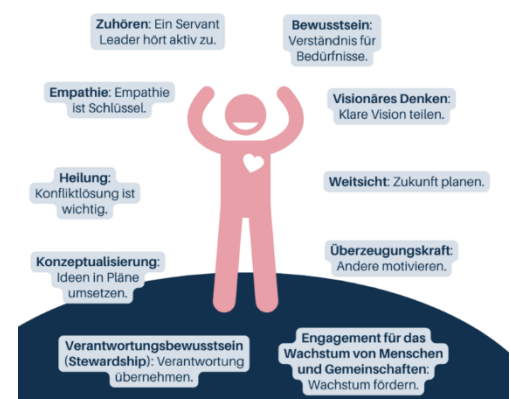 Zuhören: Ein Servant
Leader hört aktiv zu.
Bewusstsein:
Verständnis für
Bedürfnisse.
Empathie: Empathie
ist Schlüssel.
Visionäres Denken:
Klare Vision teilen.
Heilung:
Konfliktlösung ist
wichtig.
Weitsicht: Zukunft planen.
Konzeptualisierung:
Ideen in Pläne
umsetzen.
Überzeugungskraft:
Andere motivieren.
Verantwortungsbewusstsein
(Stewardship): Verantwortung
übernehmen.
Engagement für das
Wachstum von Menschen
und Gemeinschaften:
Wachstum fördern.